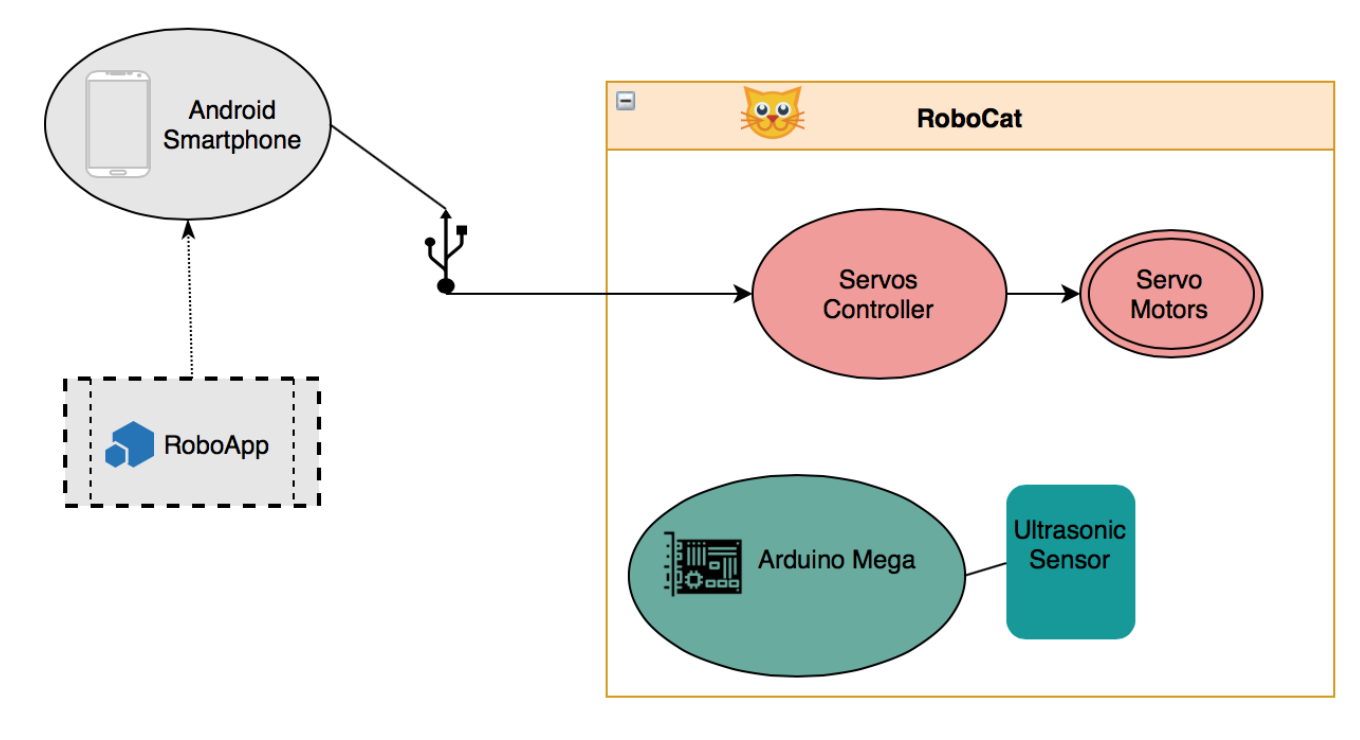 Android
Smartphone
RoboCat
Servos
Controller
Servo
Motors
RoboApp
Arduino Mega
Ultrasonic
Sensor